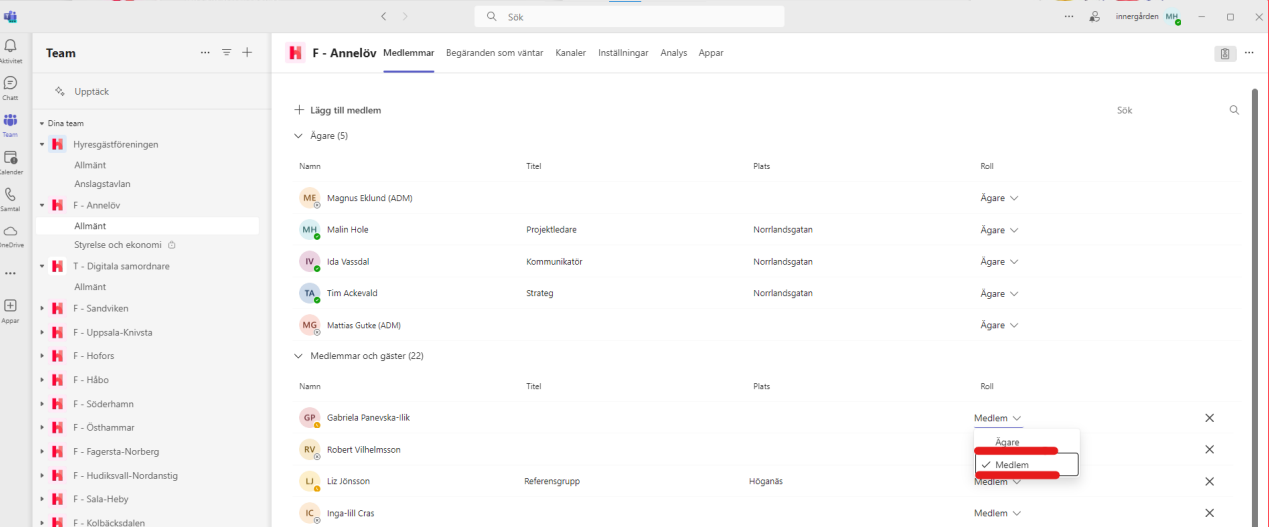 Sök
innergården MH
Aktivitet
Chatt
Team
Kalender
Samtal
OneDrive
Appar
Team
Upptäck
Dina team
Hyresgästföreningen
Allmänt
Anslagstavlan
F - Annelöv
Allmänt
Styrelse och ekonomi
T - Digitala samordnare
Allmänt
F - Sandviken
F - Uppsala-Knivsta
F - Hofors
F - Håbo
F - Söderhamn
F - Östhammar
F - Fagersta-Norberg
F - Hudiksvall-Nordanstig
F - Sala-Heby
F - Kolbäcksdalen
F - Annelöv Medlemmar Begäranden som väntar Kanaler Inställningar Analys Appar
Lägg till medlem Sök
Ägare (5)
Namn Titel Plats Roll
ME Magnus Eklund (ADM) Ägare
MH Malin Hole Projektledare Norrlandsgatan Ägare
IV Ida Vassdal Kommunikatör Norrlandsgatan Ägare
TA Tim Ackevald Strateg Norrlandsgatan Ägare
MG Mattias Gutke (ADM) Ägare
Medlemmar och gäster (22)
Namn Titel Plats Roll
GP Gabriela Panevska-Ilik Medlem
Ägare
RV Robert Vilhelmsson
Medlem
LJ Liz Jönsson Referensgrupp Höganäs Medlem
IC Inga-lill Cras Medlem